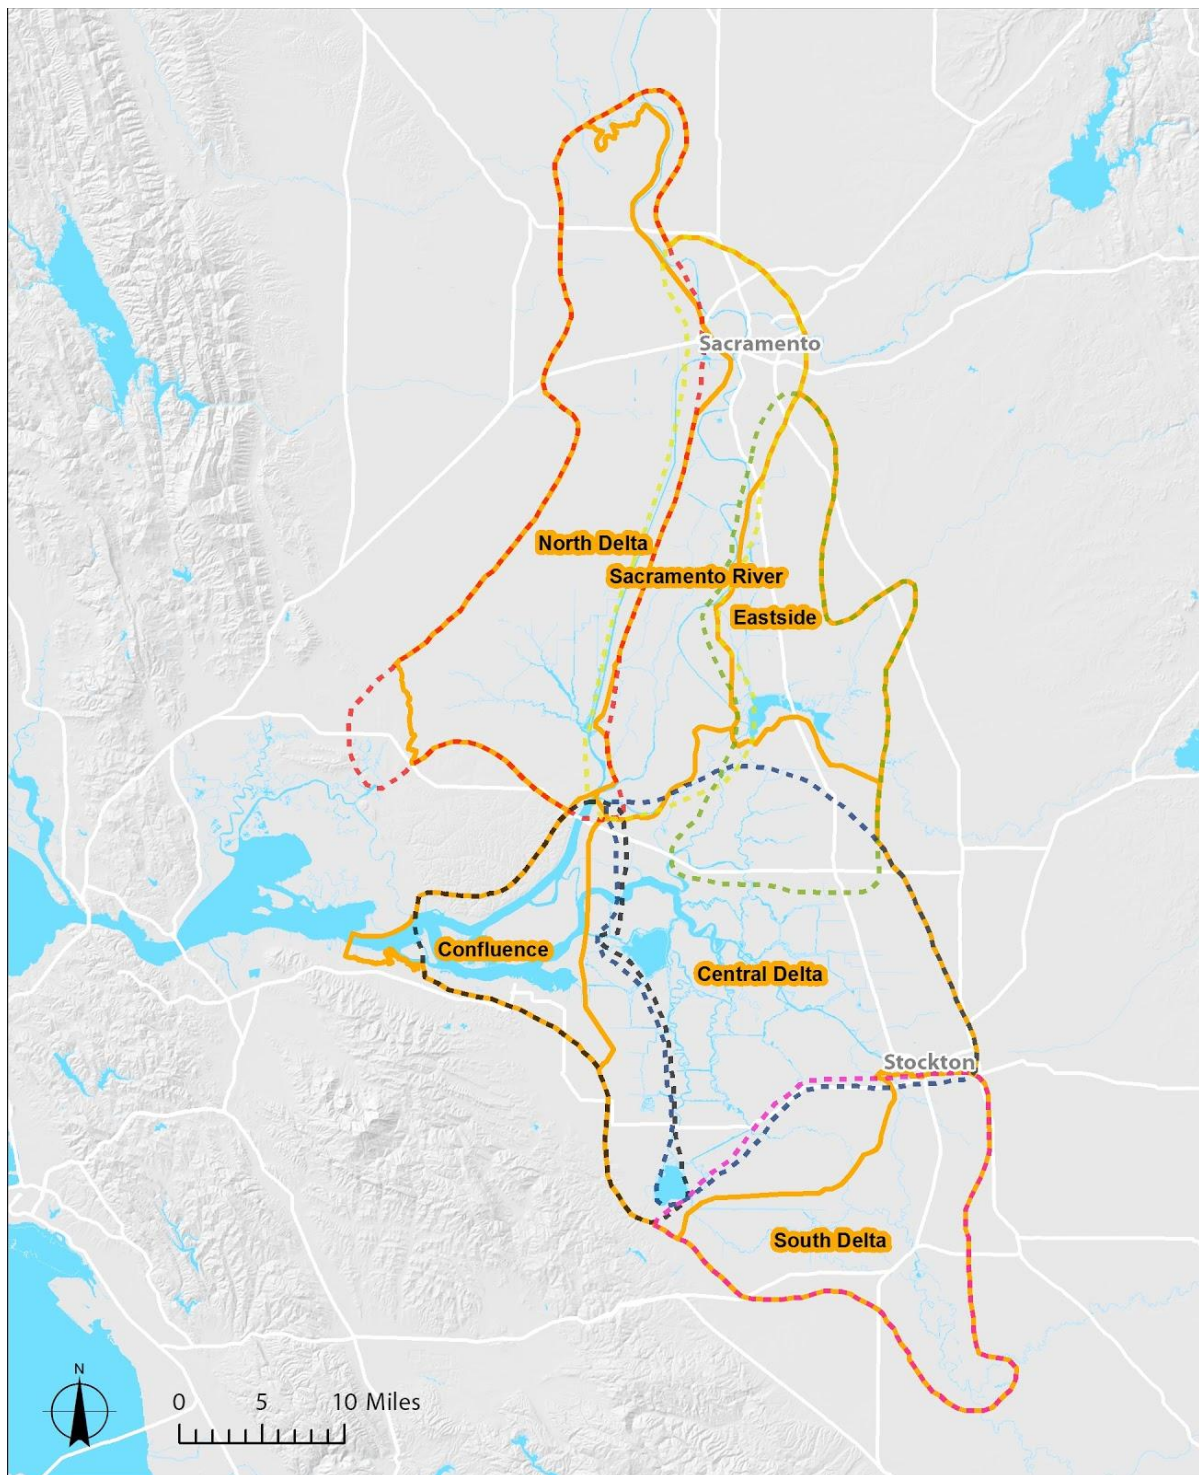 Sacramento
North Delta
Sacramento River
Eastside
Confluence
Central Delta
Stockton
South Delta
N
0 5 10 Miles